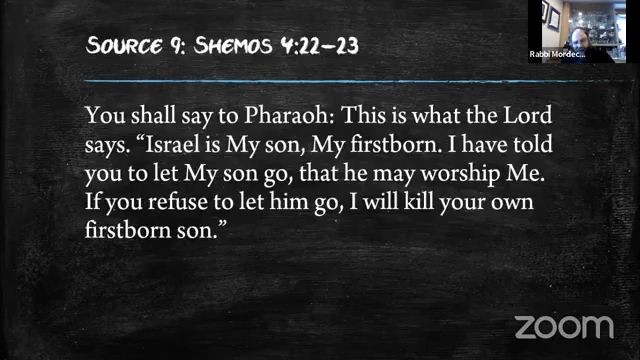 Source 9: Shemos 4:22–23
Rabbi Mordec...
You shall say to Pharaoh: This is what the Lord
says. “Israel is My son, My firstborn. I have told
you to let My son go, that he may worship Me.
If you refuse to let him go, I will kill your own
firstborn son.”
zoom